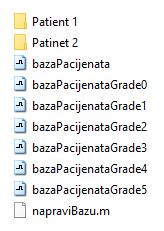 Patient 1
Patinet 2
bazaPacijenata
bazaPacijenataGrade0
bazaPacijenataGrade1
bazaPacijenataGrade2
bazaPacijenataGrade3
bazaPacijenataGrade4
bazaPacijenataGrade5
napraviBazu.m